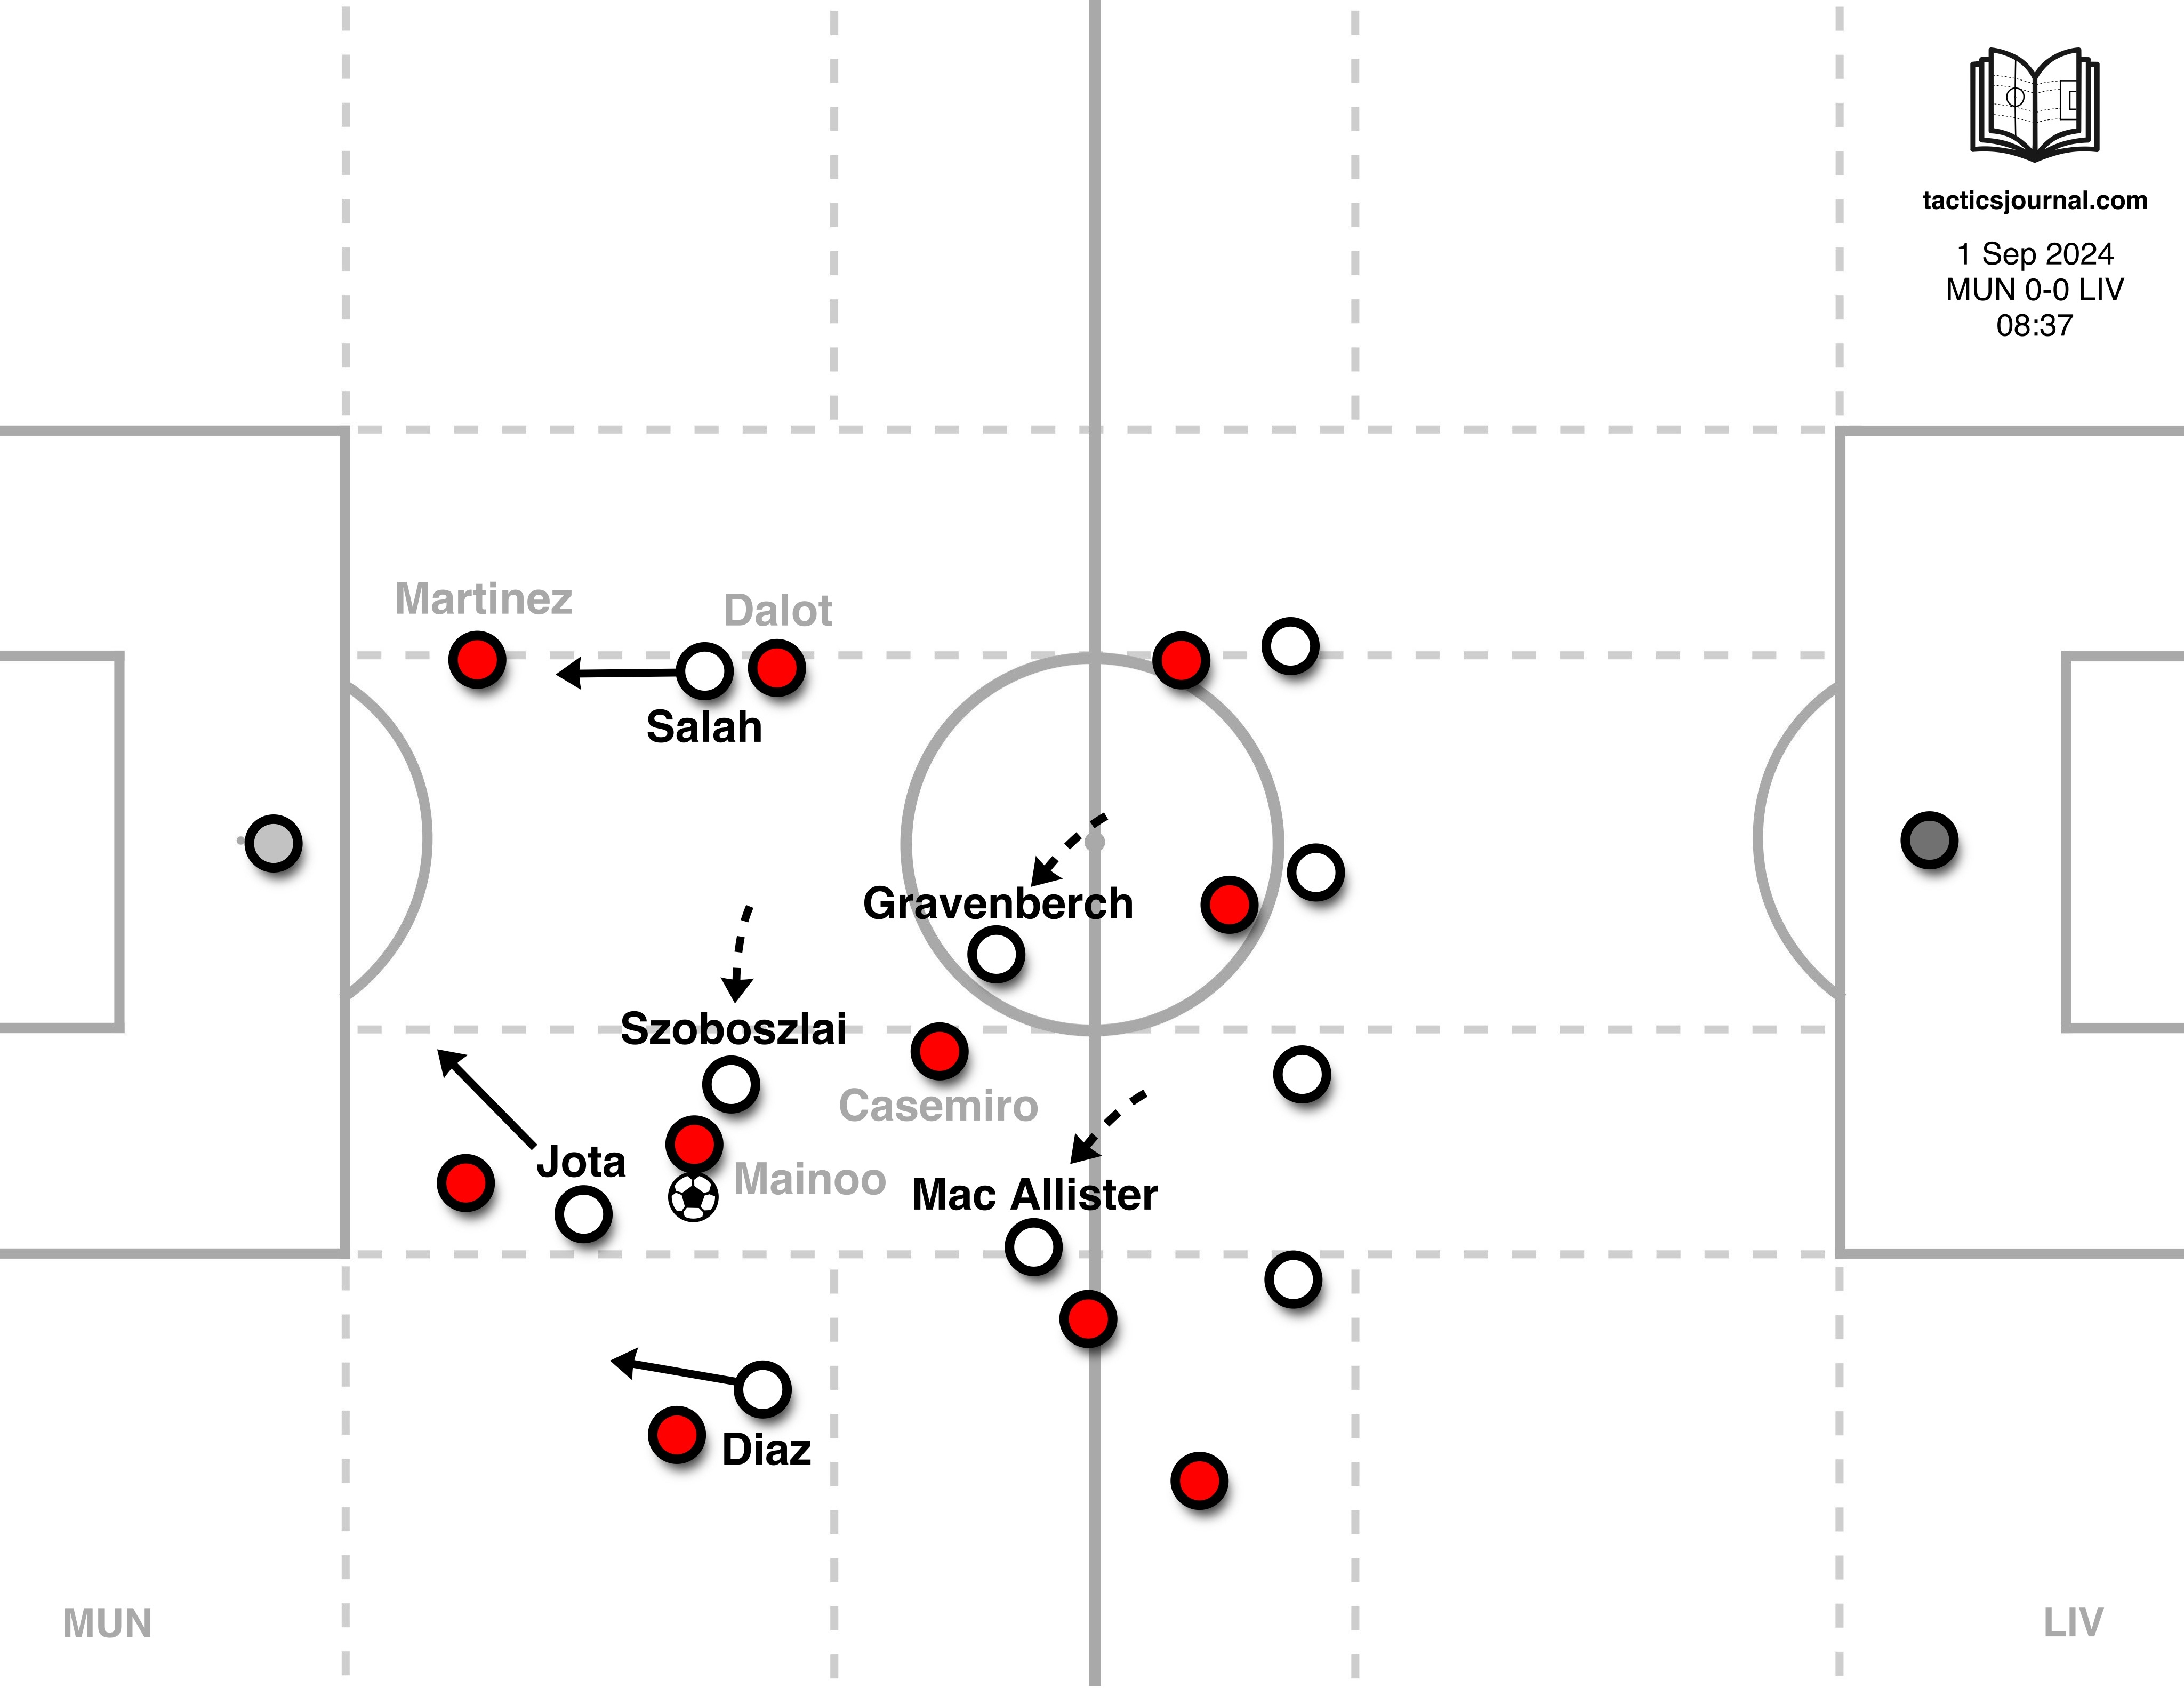 tacticsjournal.com
1 Sep 2024
MUN 0-0 LIV
08:37
Martinez
Dalot
Salah
Gravenberch
Szoboszlai
Casemiro
Jota
Mainoo
Mac Allister
Diaz
MUN
LIV